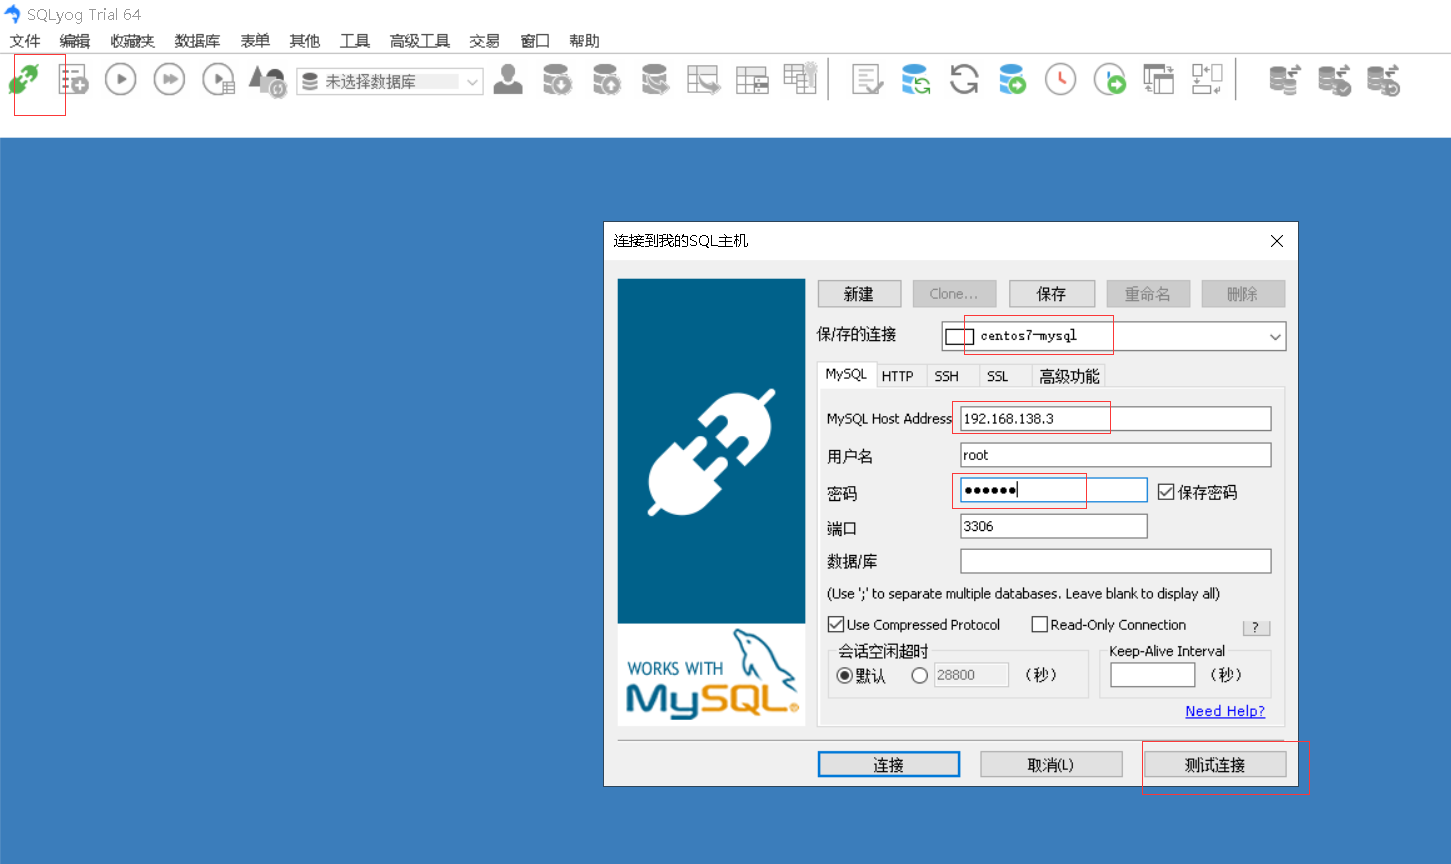 SQLyog Trial 64
文件 编辑 收藏夹 数据库 表单 其他 工具 高级工具 交易 窗口 帮助
未选择数据库
连接到我的SQL主机
新建 Clone... 保存 重命名 删除
保/存的连接 centos7-mysql
MySQL HTTP SSH SSL 高级功能
MySQL Host Address 192.168.138.3
用户名 root
密码 ●●●●●● 保存密码
端口 3306
数据/库
(Use ';' to separate multiple databases. Leave blank to display all)
Use Compressed Protocol Read-Only Connection ?
会话空闲超时 Keep-Alive Interval
默认 28800 (秒) (秒)
Need Help?
WORKS WITH
MySQL
连接 取消(L) 测试连接